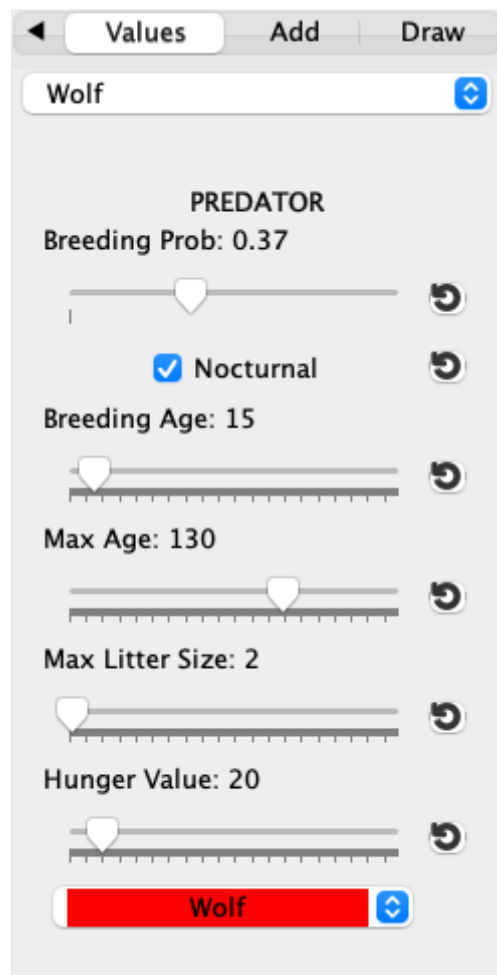 Values Add Draw
Wolf
PREDATOR
Breeding Prob: 0.37
Nocturnal
Breeding Age: 15
Max Age: 130
Max Litter Size: 2
Hunger Value: 20
Wolf